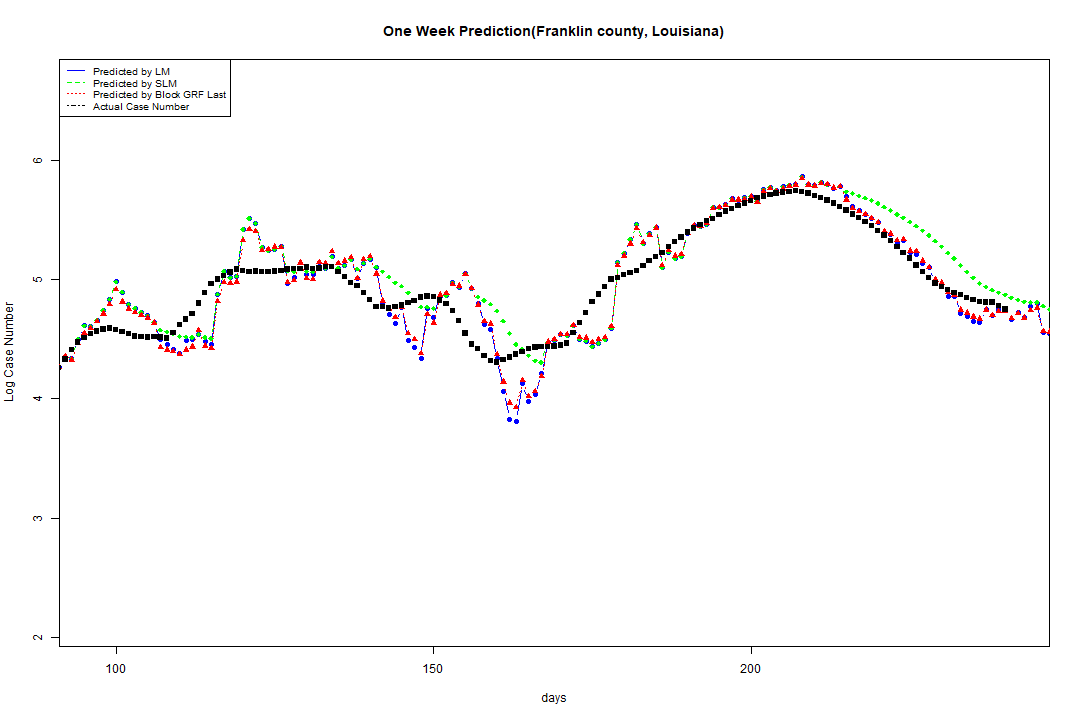 One Week Prediction(Franklin county, Louisiana)
Predicted by LM
Predicted by SLM
Predicted by Block GRF Last
Actual Case Number
6
5
4
3
2
Log Case Number
100 150 200
days